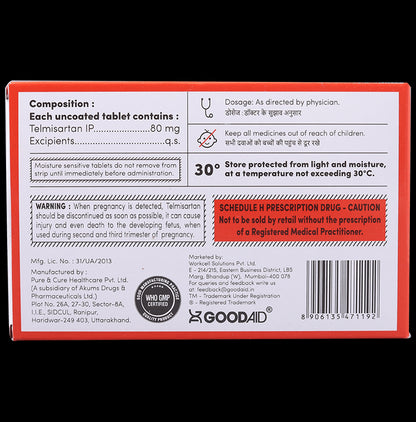 Composition :
Each uncoated tablet contains :
Telmisartan IP......................80 mg
Excipients................................q.s.
Dosage: As directed by physician.
डोसेज : डॉक्टर के सुझाव अनुसार
Keep all medicines out of reach of children.
सभी दवाओं को बच्चों की पहुंच से दूर रखें
Moisture sensitive tablets do not remove from
strip until immediately before administration.
30° Store protected from light and moisture,
at a temperature not exceeding 30°C.
WARNING : When pregnancy is detected, Telmisartan
should be discontinued as soon as possible, it can cause
injury and even death to the developing fetus, when
used during second and third trimester of pregnancy.
SCHEDULE H PRESCRIPTION DRUG - CAUTION
Not to be sold by retail without the prescription
of a Registered Medical Practitioner.
Mfg. Lic. No. : 31/UA/2013
Manufactured by :
Pure & Cure Healthcare Pvt. Ltd.
(A subsidiary of Akums Drugs &
Pharmaceuticals Ltd.)
Plot No. 26A, 27-30, Sector-8A,
I.I.E., SIDCUL, Ranipur,
Haridwar-249 403, Uttarakhand.
WHO GMP
CERTIFIED
Marketed by:
Workcell Solutions Pvt. Ltd.
E - 214/215, Eastern Business District, LBS
Marg, Bhandup (W), Mumbai-400 078
For queries and feedback write us
at: feedback@goodaid.in
TM - Trademark Under Registration
® - Registered Trade Mark
GOODAID
8 906135 471192